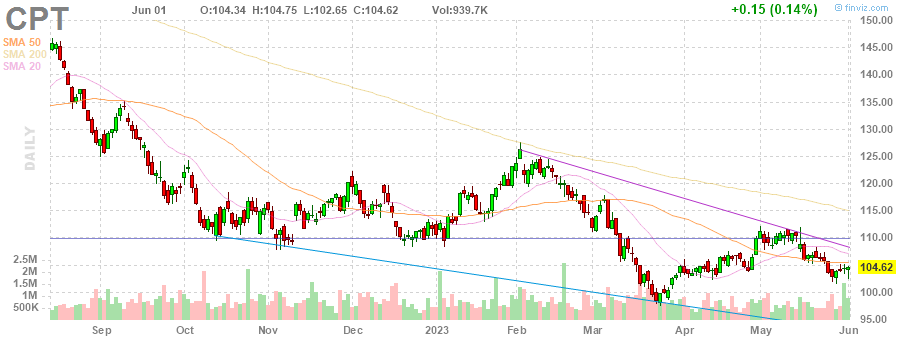 CPT Jun 01 O:104.34 H:104.75 L:102.65 C:104.62 Vol:939.7K +0.15 (0.14%) @ finviz.com
SMA 50
SMA 200
SMA 20
DAILY
150.00
145.00
140.00
135.00
130.00
125.00
120.00
115.00
110.00
104.62
100.00
95.00
2.5M
2M
1.5M
1M
500K
Sep Oct Nov Dec 2023 Feb Mar Apr May Jun